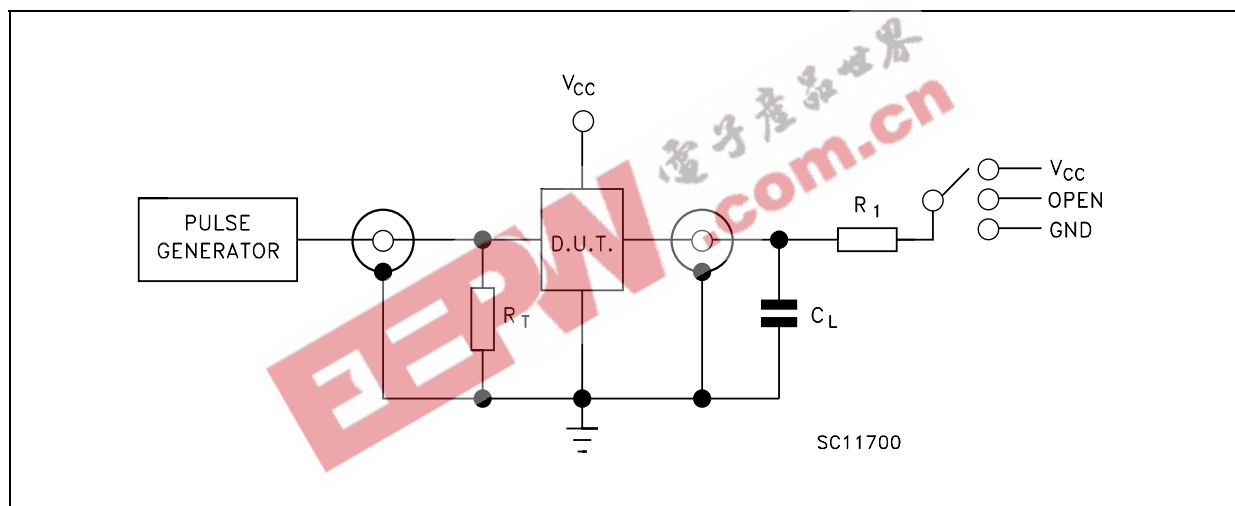 VCC
電子產品世界
.com.cn
EEPW
PULSE
GENERATOR
D.U.T.
RT
CL
R1
VCC
OPEN
GND
SC11700